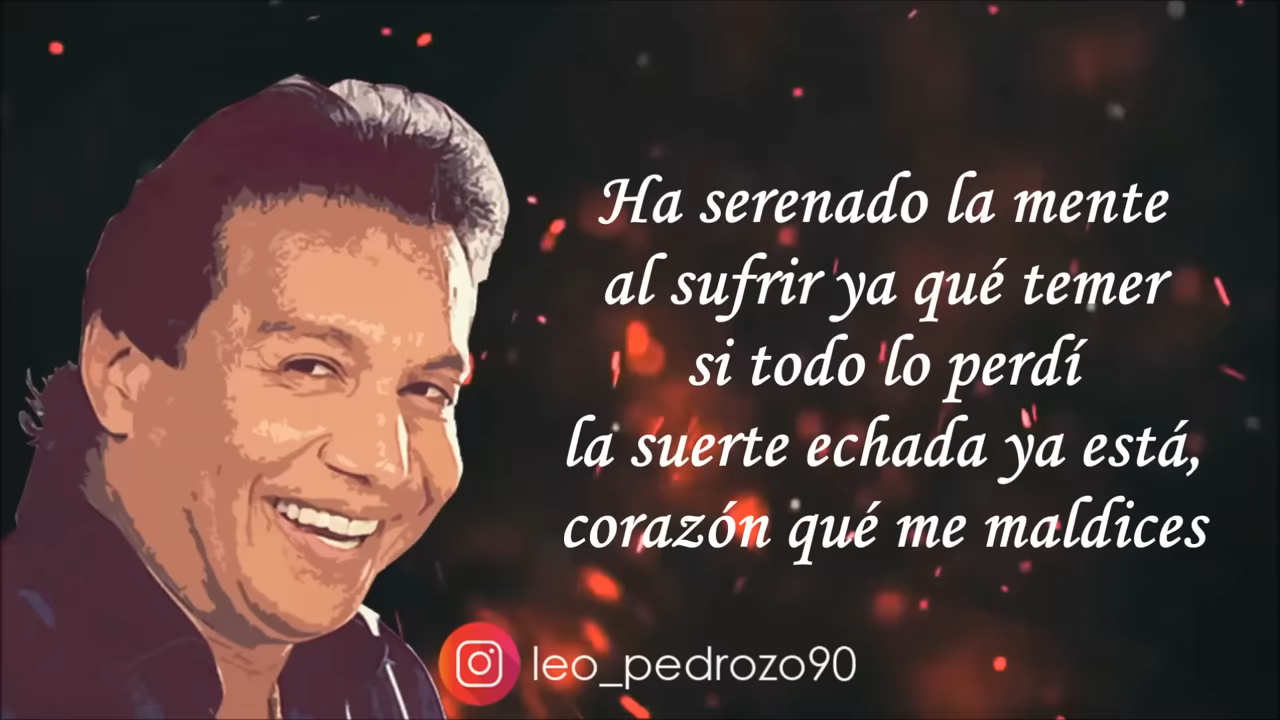 Ha serenado la mente
al sufrir ya qué temer
si todo lo perdí
la suerte echada ya está,
corazón qué me maldices
leo_pedrozo90